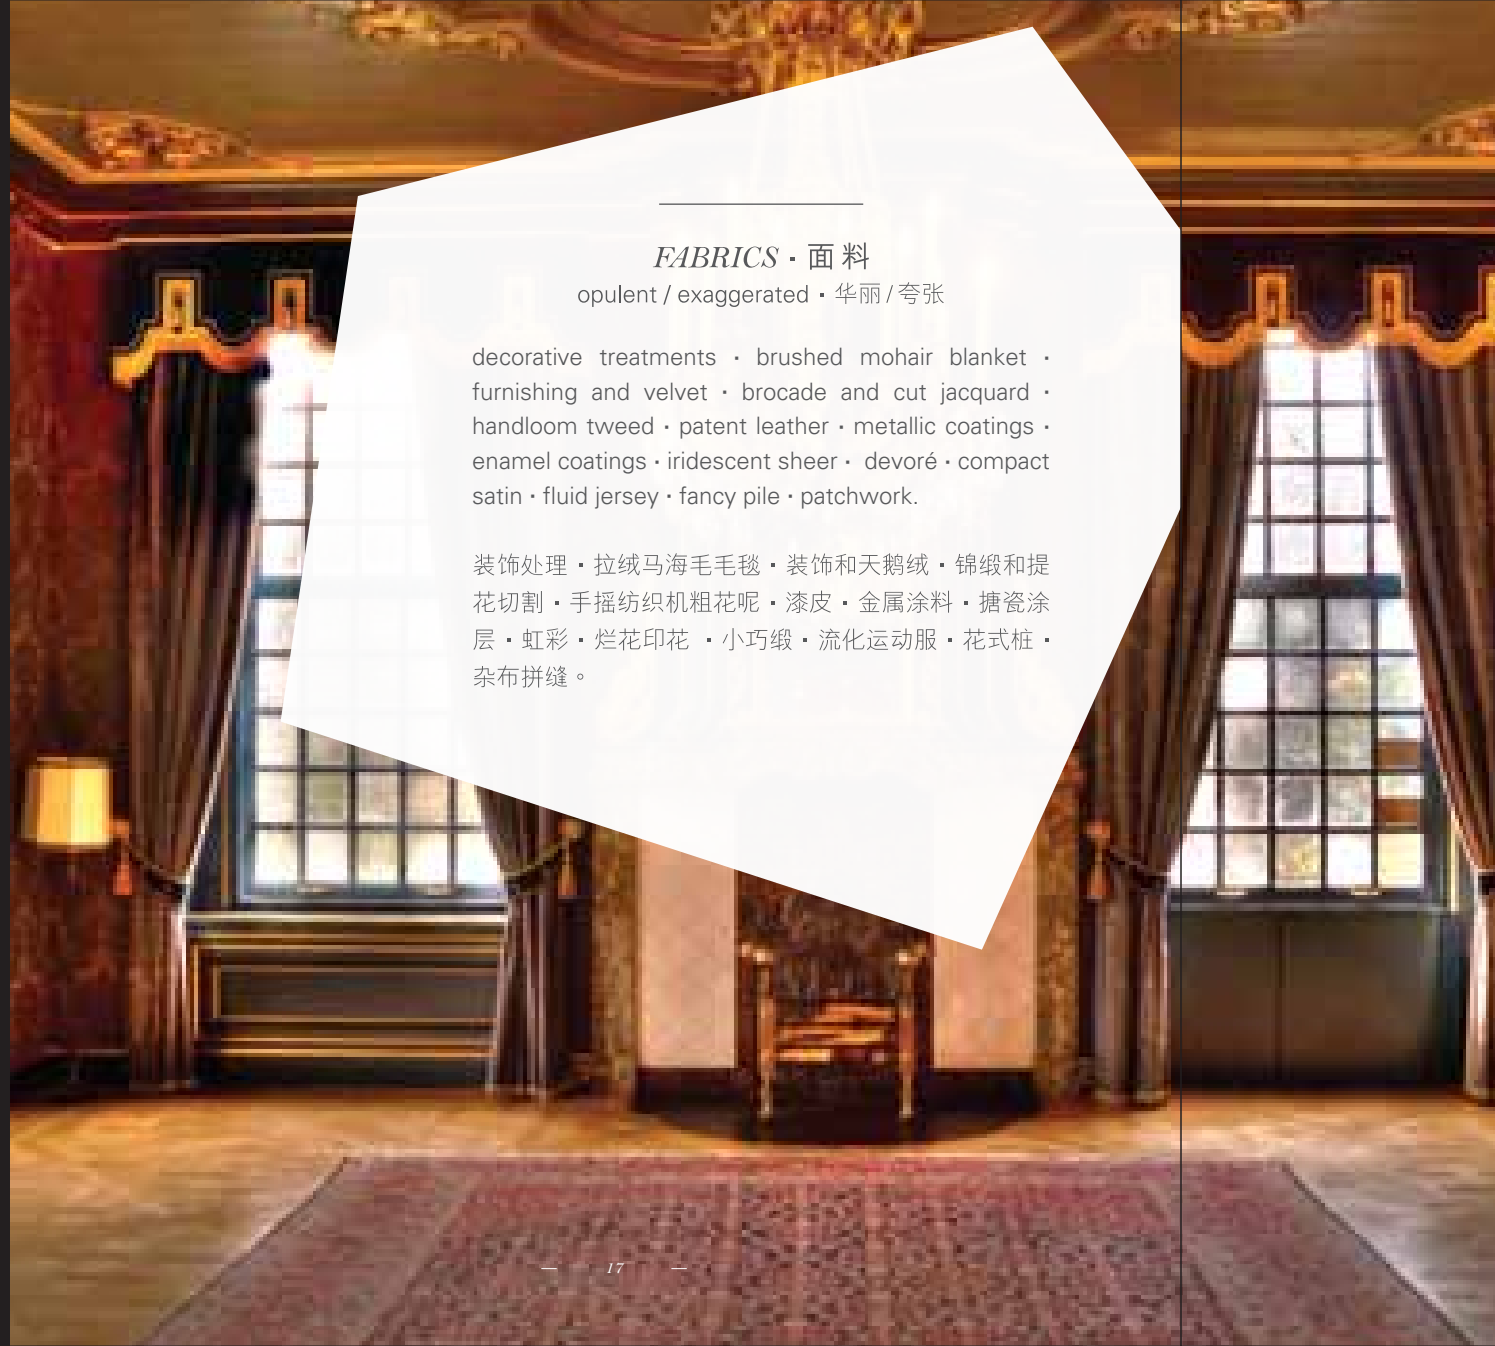 FABRICS · 面料
opulent / exaggerated · 华丽/夸张
decorative treatments · brushed mohair blanket ·
furnishing and velvet · brocade and cut jacquard ·
handloom tweed · patent leather · metallic coatings ·
enamel coatings · iridescent sheer · devoré · compact
satin · fluid jersey · fancy pile · patchwork.
装饰处理 · 拉绒马海毛毛毯 · 装饰和天鹅绒 · 锦缎和提
花切割 · 手摇纺织机粗花呢 · 漆皮 · 金属涂料 · 搪瓷涂
层 · 虹彩 · 烂花印花 · 小巧缎 · 流化运动服 · 花式桩 ·
杂布拼缝。
— 17 —